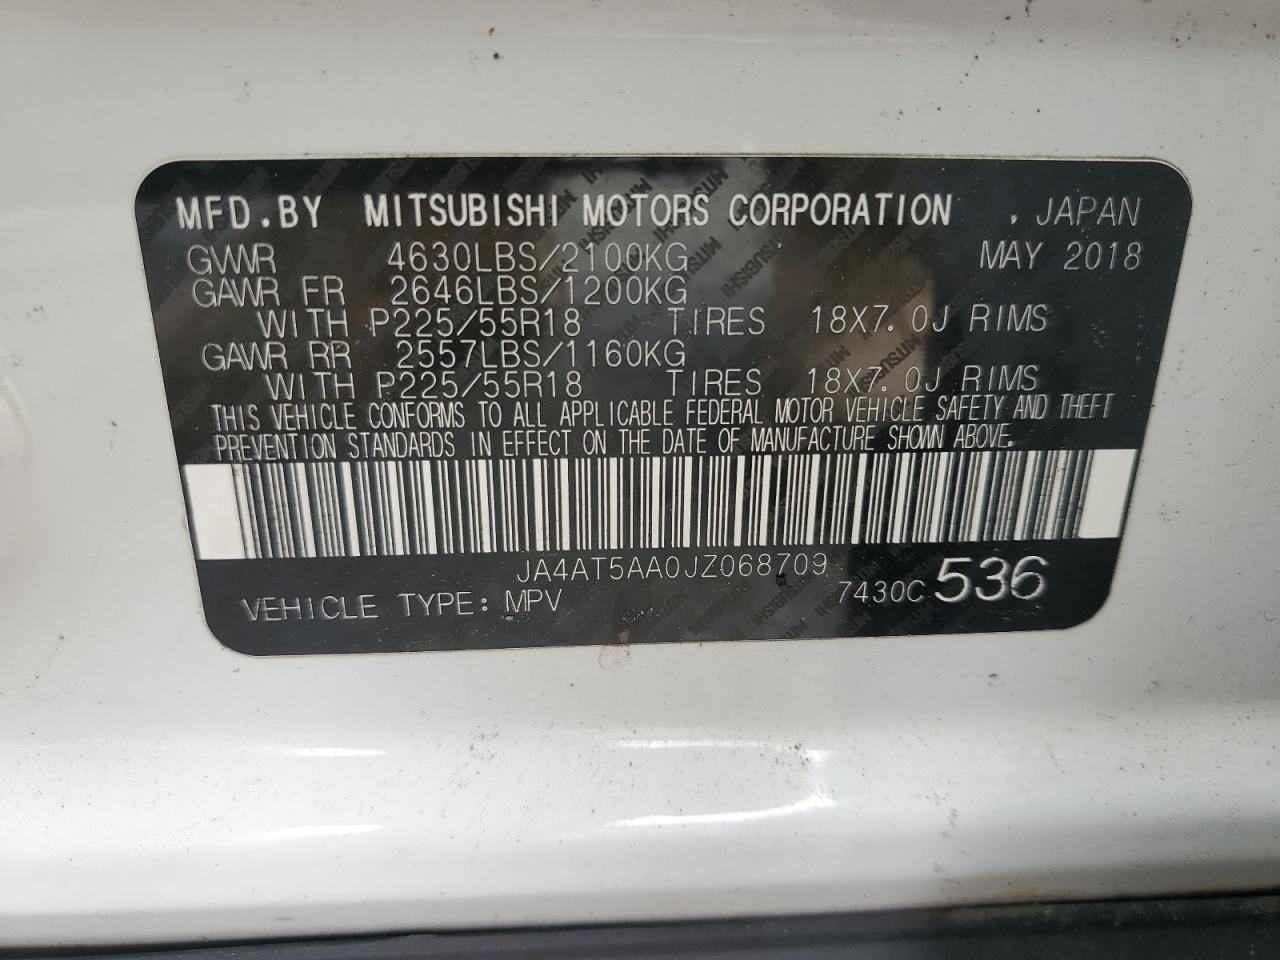 MFD.BY MITSUBISHI MOTORS CORPORATION , JAPAN
GVWR 4630LBS/2100KG MAY 2018
GAWR FR 2646LBS/1200KG
WITH P225/55R18 TIRES 18X7.0J RIMS
GAWR RR 2557LBS/1160KG
WITH P225/55R18 TIRES 18X7.0J RIMS
THIS VEHICLE CONFORMS TO ALL APPLICABLE FEDERAL MOTOR VEHICLE SAFETY AND THEFT
PREVENTION STANDARDS IN EFFECT ON THE DATE OF MANUFACTURE SHOWN ABOVE.
JA4AT5AA0JZ068709
VEHICLE TYPE: MPV 7430C 536